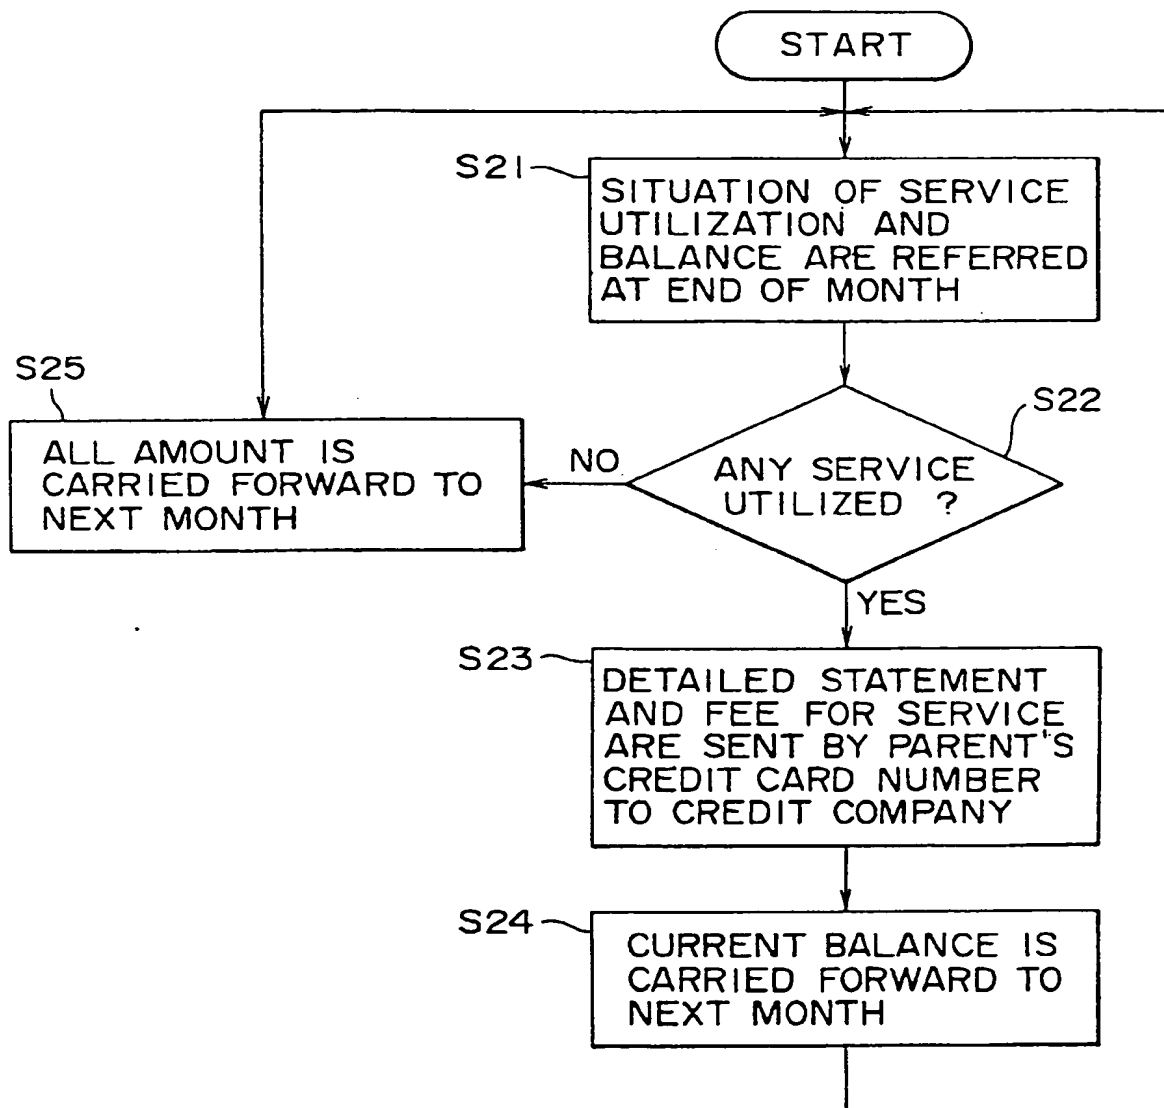 START
S21
SITUATION OF SERVICE
UTILIZATION AND
BALANCE ARE REFERRED
AT END OF MONTH
S22
ANY SERVICE
UTILIZED ?
NO
S25
ALL AMOUNT IS
CARRIED FORWARD TO
NEXT MONTH
YES
S23
DETAILED STATEMENT
AND FEE FOR SERVICE
ARE SENT BY PARENT'S
CREDIT CARD NUMBER
TO CREDIT COMPANY
S24
CURRENT BALANCE IS
CARRIED FORWARD TO
NEXT MONTH